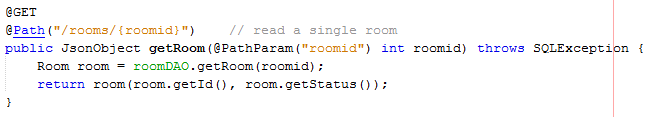 @GET
@Path("/rooms/{roomid}")    // read a single room
public JsonObject getRoom(@PathParam("roomid") int roomid) throws SQLException {
    Room room = roomDAO.getRoom(roomid);
    return room(room.getId(), room.getStatus());
}